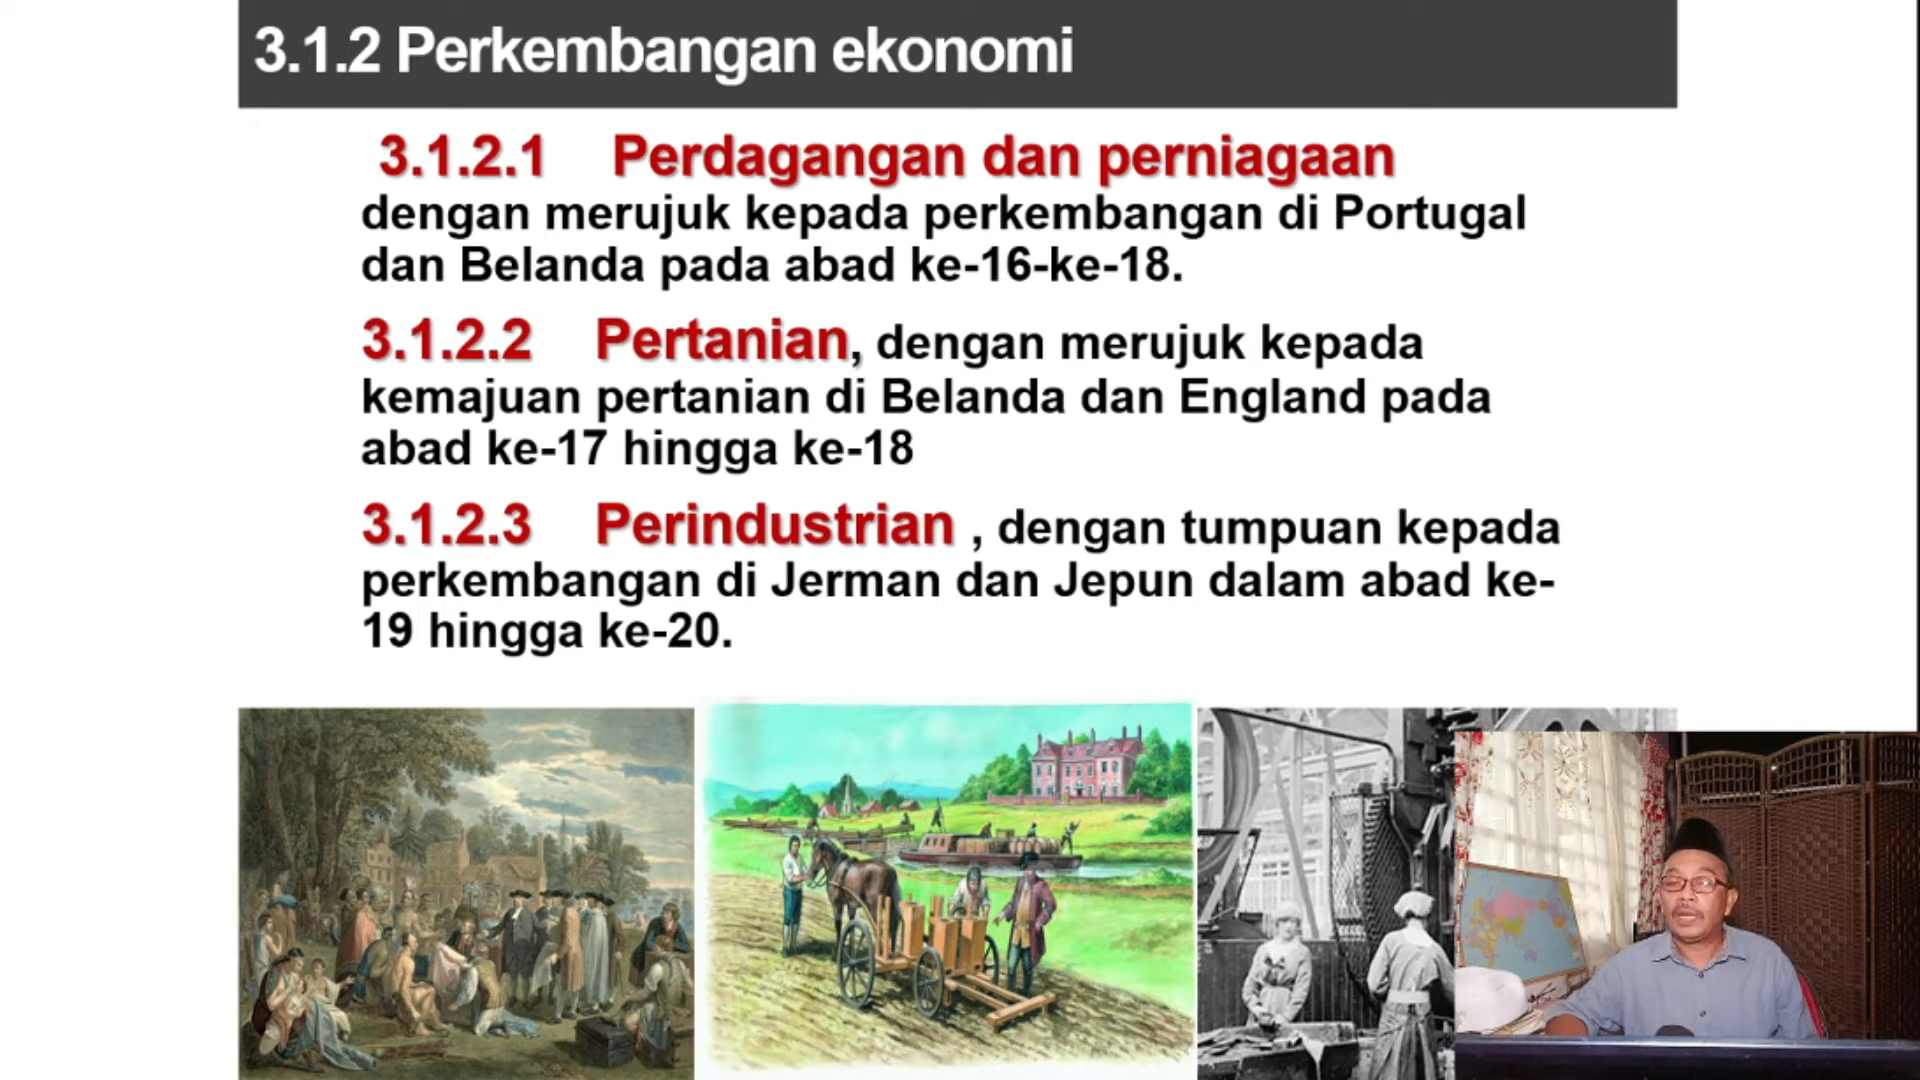 3.1.2 Perkembangan ekonomi
3.1.2.1 Perdagangan dan perniagaan
dengan merujuk kepada perkembangan di Portugal
dan Belanda pada abad ke-16-ke-18.
3.1.2.2 Pertanian, dengan merujuk kepada
kemajuan pertanian di Belanda dan England pada
abad ke-17 hingga ke-18
3.1.2.3 Perindustrian , dengan tumpuan kepada
perkembangan di Jerman dan Jepun dalam abad ke-
19 hingga ke-20.